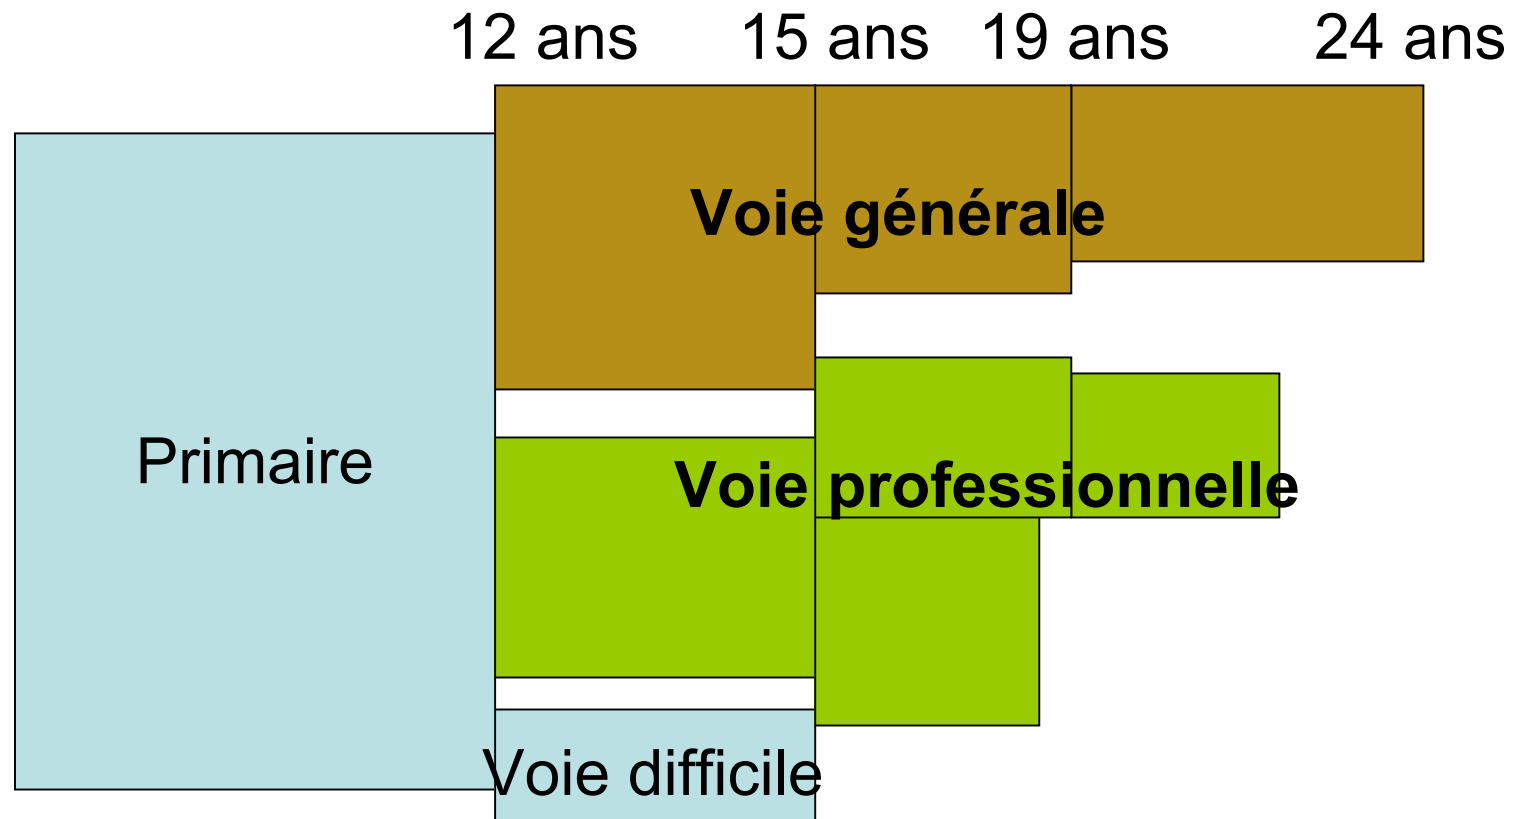 12 ans 15 ans 19 ans 24 ans
Voie générale
Primaire
Voie professionnelle
Voie difficile